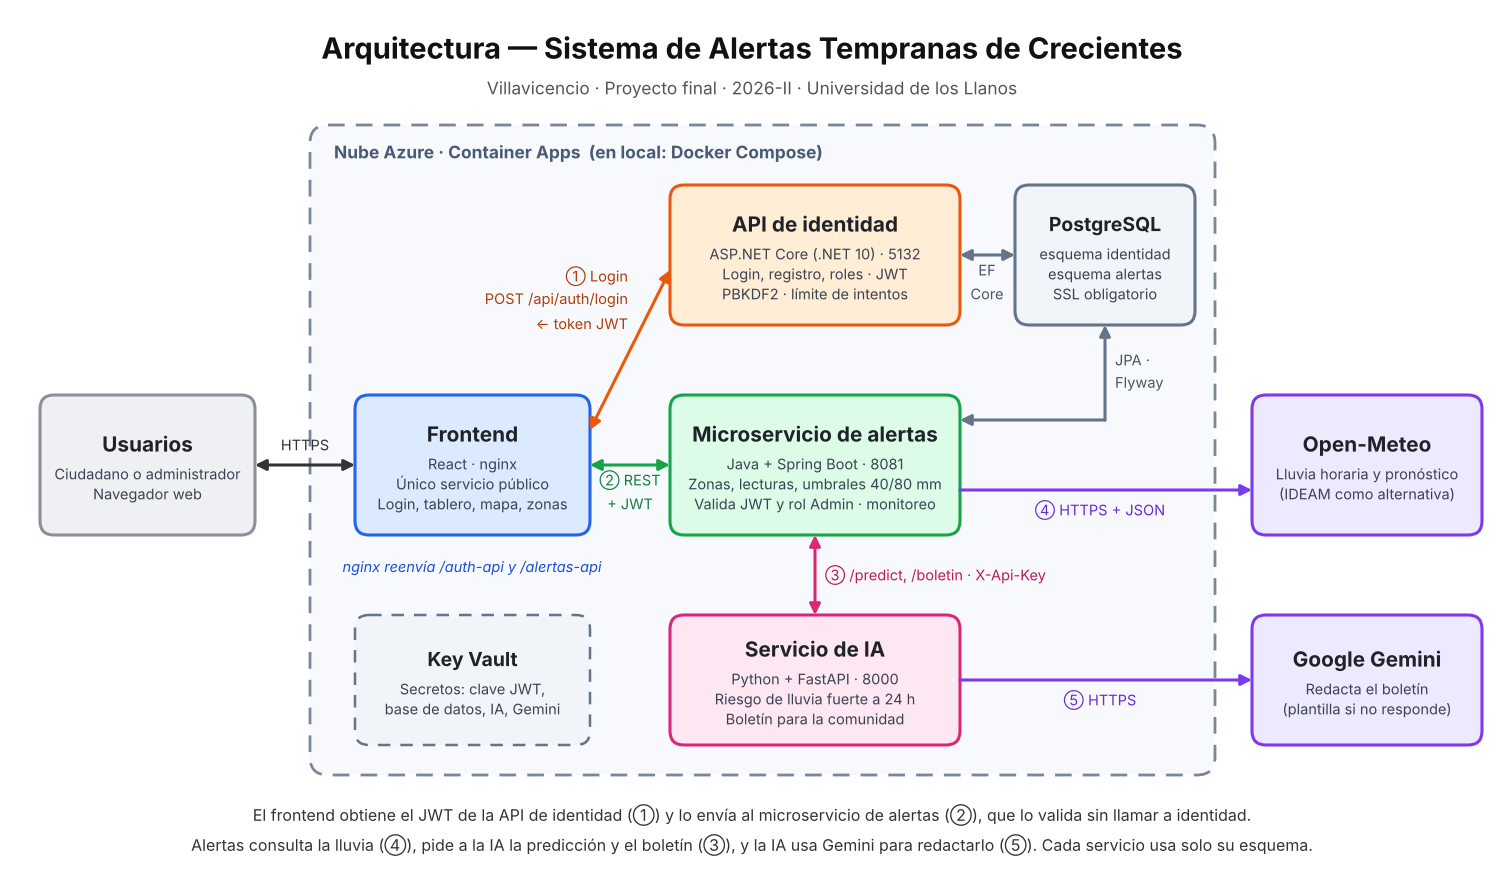 Arquitectura — Sistema de Alertas Tempranas de Crecientes
Villavicencio · Proyecto final · 2026-II · Universidad de los Llanos
Nube Azure · Container Apps (en local: Docker Compose)
API de identidad
ASP.NET Core (.NET 10) · 5132
Login, registro, roles · JWT
PBKDF2 · límite de intentos
EF
Core
PostgreSQL
esquema identidad
esquema alertas
SSL obligatorio
① Login
POST /api/auth/login
← token JWT
JPA ·
Flyway
Usuarios
Ciudadano o administrador
Navegador web
HTTPS
Frontend
React · nginx
Único servicio público
Login, tablero, mapa, zonas
② REST
+ JWT
Microservicio de alertas
Java + Spring Boot · 8081
Zonas, lecturas, umbrales 40/80 mm
Valida JWT y rol Admin · monitoreo
④ HTTPS + JSON
Open-Meteo
Lluvia horaria y pronóstico
(IDEAM como alternativa)
nginx reenvía /auth-api y /alertas-api
③ /predict, /boletin · X-Api-Key
Key Vault
Secretos: clave JWT,
base de datos, IA, Gemini
Servicio de IA
Python + FastAPI · 8000
Riesgo de lluvia fuerte a 24 h
Boletín para la comunidad
⑤ HTTPS
Google Gemini
Redacta el boletín
(plantilla si no responde)
El frontend obtiene el JWT de la API de identidad (①) y lo envía al microservicio de alertas (②), que lo valida sin llamar a identidad.
Alertas consulta la lluvia (④), pide a la IA la predicción y el boletín (③), y la IA usa Gemini para redactarlo (⑤). Cada servicio usa solo su esquema.